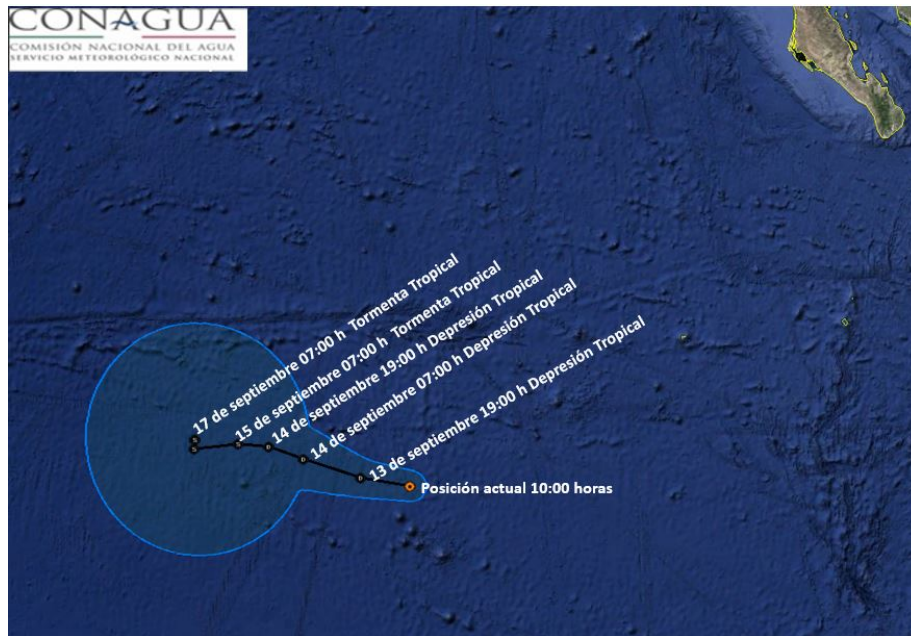 CONAGUA
COMISIÓN NACIONAL DEL AGUA
SERVICIO METEOROLÓGICO NACIONAL
17 de septiembre 07:00 h Tormenta Tropical
15 de septiembre 07:00 h Tormenta Tropical
14 de septiembre 19:00 h Depresión Tropical
14 de septiembre 07:00 h Depresión Tropical
13 de septiembre 19:00 h Depresión Tropical
Posición actual 10:00 horas
S
S
S
D
D
D